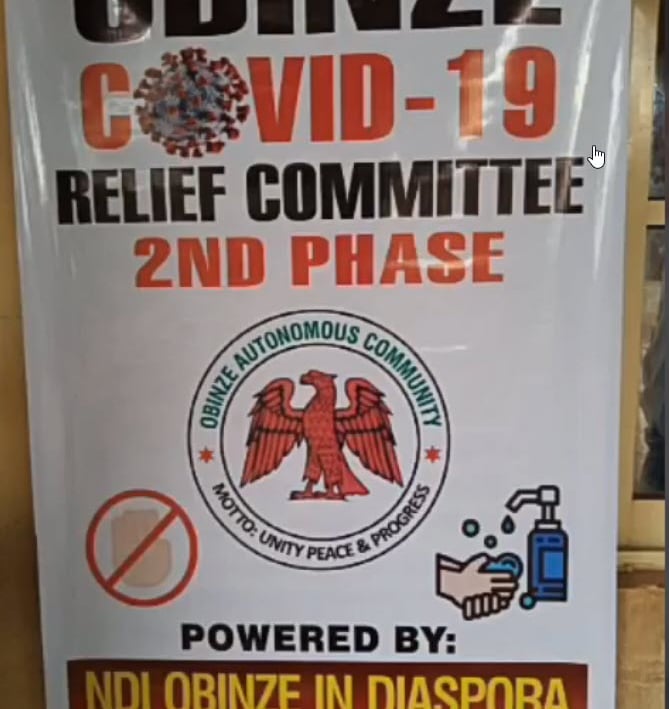 OBINZE
COVID-19
RELIEF COMMITTEE
2ND PHASE
OBINZE AUTONOMOUS COMMUNITY
MOTTO: UNITY PEACE & PROGRESS
POWERED BY:
NDI OBINZE IN DIASPORA